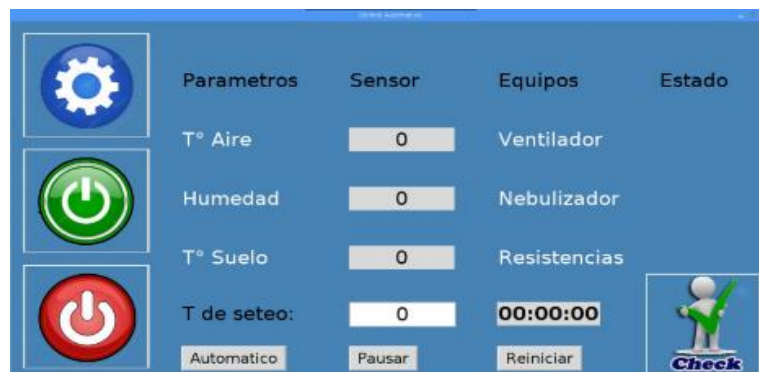 Parametros Sensor Equipos Estado
T° Aire 0 Ventilador
Humedad 0 Nebulizador
T° Suelo 0 Resistencias
T de seteo: 0 00:00:00
Automatico Pausar Reiniciar
Check